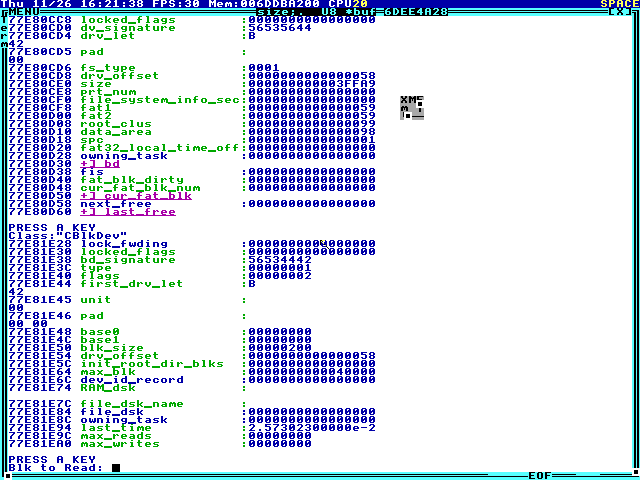 Thu 11/26 16:21:38 FPS:30 Mem:006DDBA200 CPU20 SPACE
MENU size;.. U8 *buf=6DEE4A28 [X]
77E80CC8 locked_flags :0000000000000000
77E80CD0 dv_signature :56535644
77E80CD4 drv_let :B
42
77E80CD5 pad :
00
77E80CD6 fs_type :0001
77E80CD8 drv_offset :0000000000000058
77E80CE0 size :000000000003FFA9
77E80CE8 prt_num :0000000000000000
77E80CF0 file_system_info_sec:0000000000000000
77E80CF8 fat1 :0000000000000059
77E80D00 fat2 :0000000000000059
77E80D08 root_clus :0000000000000099
77E80D10 data_area :0000000000000098
77E80D18 spc :0000000000000001
77E80D20 fat32_local_time_off:0000000000000000
77E80D28 owning_task :0000000000000000
77E80D30 +] bd
77E80D38 fis :0000000000000000
77E80D40 fat_blk_dirty :0000000000000000
77E80D48 cur_fat_blk_num :0000000000000000
77E80D50 +] cur_fat_blk
77E80D58 next_free :0000000000000000
77E80D60 +] last_free
PRESS A KEY
Class:"CBlkDev"
77E81E28 lock_fwding :0000000000000000
77E81E30 locked_flags :0000000000000000
77E81E38 bd_signature :56534442
77E81E3C type :00000001
77E81E40 flags :00000002
77E81E44 first_drv_let :B
42
77E81E45 unit :
00
77E81E46 pad :
00 00
77E81E48 base0 :00000000
77E81E4C base1 :00000000
77E81E50 blk_size :00000200
77E81E54 drv_offset :0000000000000058
77E81E5C init_root_dir_blks :0000000000000008
77E81E64 max_blk :0000000000040000
77E81E6C dev_id_record :0000000000000000
77E81E74 RAM_dsk :
77E81E7C file_dsk_name :
77E81E84 file_dsk :0000000000000000
77E81E8C owning_task :0000000000000000
77E81E94 last_time :2.57302300000e-2
77E81E9C max_reads :00000000
77E81EA0 max_writes :00000000
PRESS A KEY
Blk to Read:
EOF